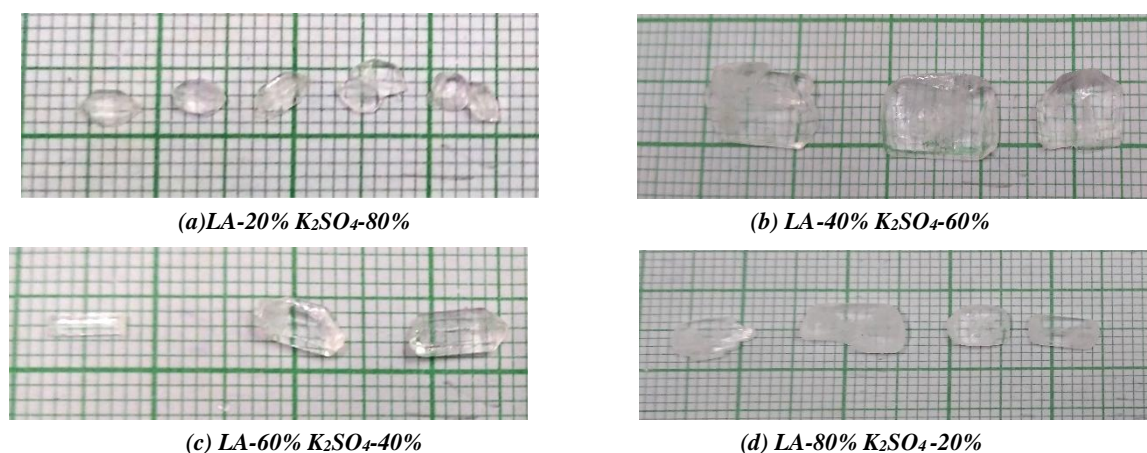 (a)LA-20% K₂SO₄-80%
(b) LA-40% K₂SO₄-60%
(c) LA-60% K₂SO₄-40%
(d) LA-80% K₂SO₄ -20%